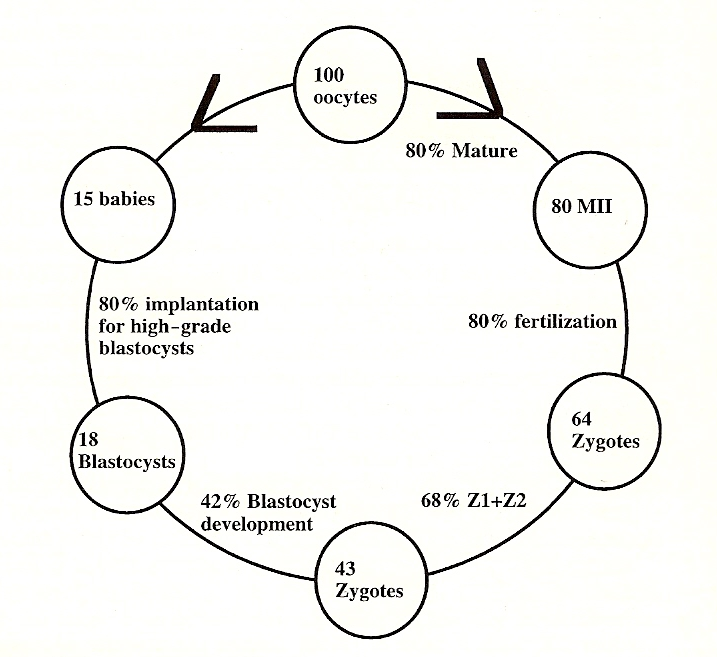 100
oocytes
80% Mature
80 MII
80% fertilization
64
Zygotes
68% Z1+Z2
43
Zygotes
42% Blastocyst
development
18
Blastocysts
80% implantation
for high-grade
blastocysts
15 babies